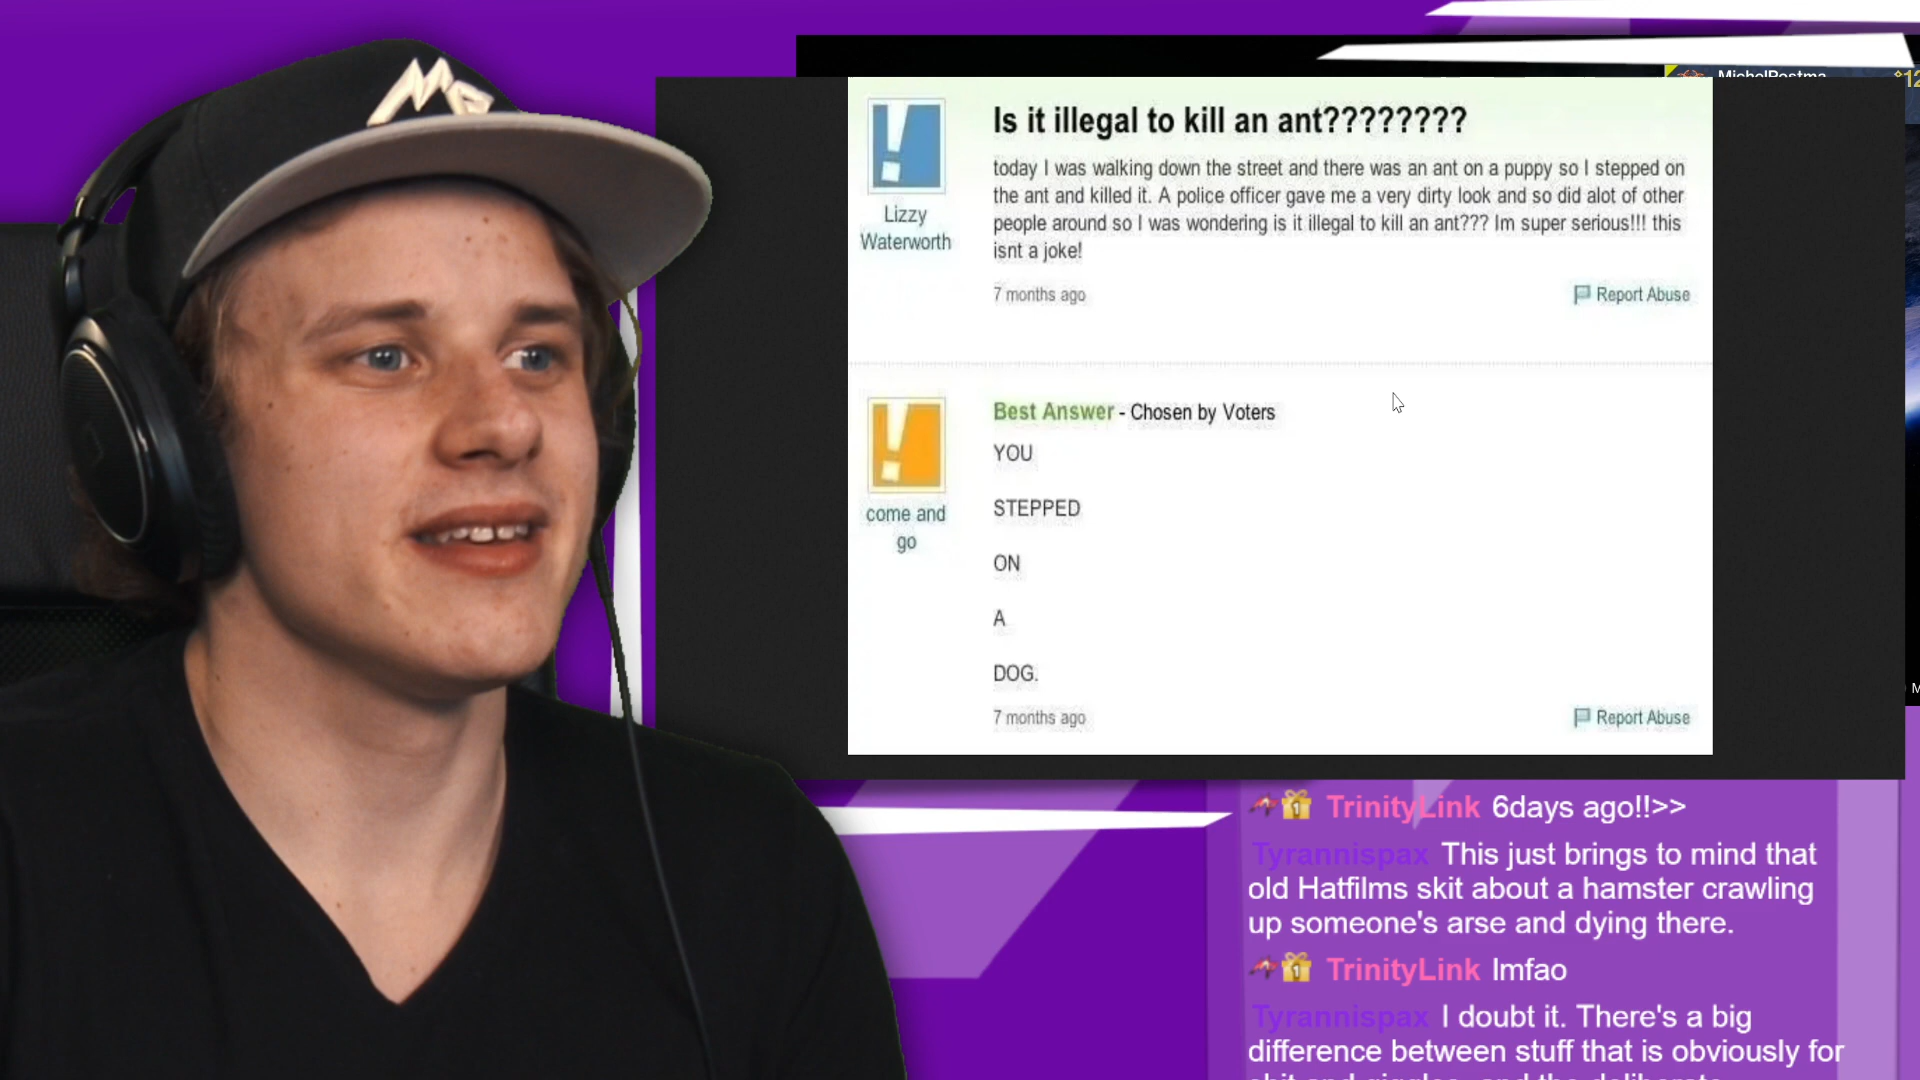 MichelPostma
Is it illegal to kill an ant????????
today I was walking down the street and there was an ant on a puppy so I stepped on
the ant and killed it. A police officer gave me a very dirty look and so did alot of other
people around so I was wondering is it illegal to kill an ant??? Im super serious!!! this
isnt a joke!
Lizzy
Waterworth
7 months ago
Report Abuse
Best Answer - Chosen by Voters
YOU
STEPPED
ON
A
DOG.
come and
go
7 months ago
Report Abuse
TrinityLink 6days ago!!>>
Tyrannispax This just brings to mind that
old Hatfilms skit about a hamster crawling
up someone's arse and dying there.
TrinityLink lmfao
Tyrannispax I doubt it. There's a big
difference between stuff that is obviously for